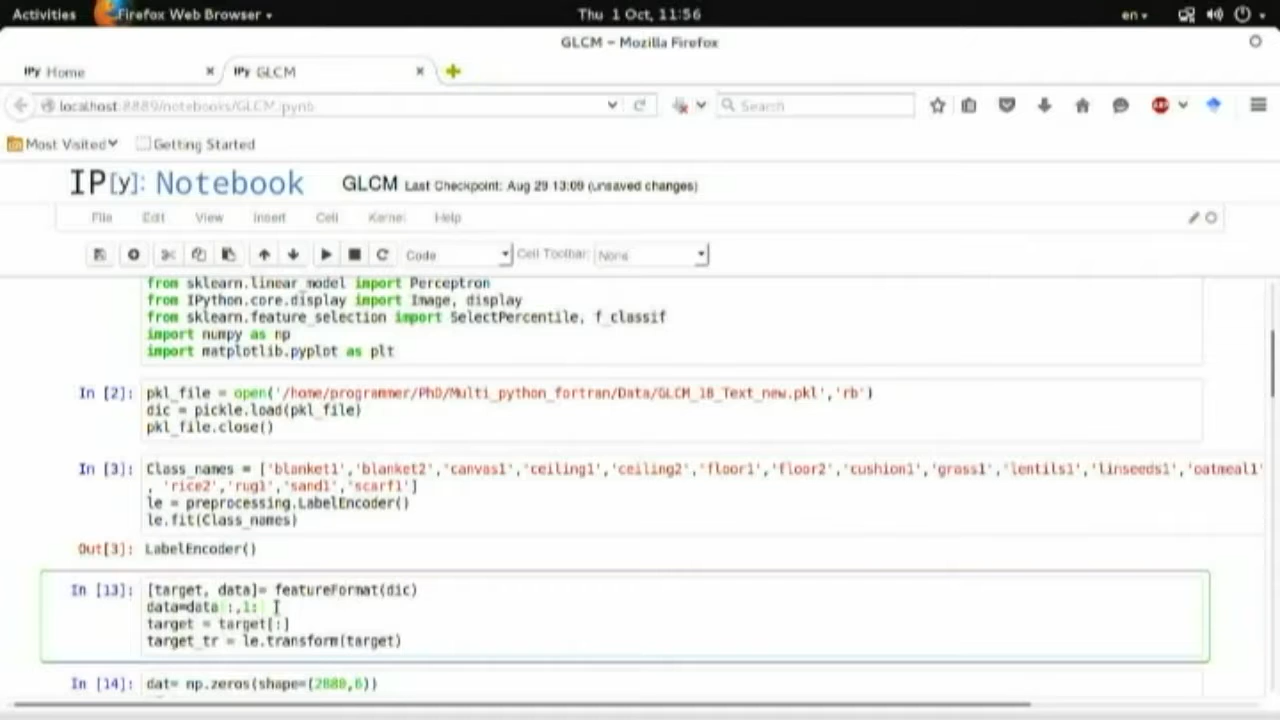 Activities Firefox Web Browser Thu 1 Oct, 11:56 en
GLCM - Mozilla Firefox
IPy Home × IPy GLCM ×
localhost:8889/notebooks/GLCM.ipynb Search
Most Visited Getting Started
IP[y]: Notebook GLCM Last Checkpoint: Aug 29 13:09 (unsaved changes)
File Edit View Insert Cell Kernel Help
Code Cell Toolbar: None
from sklearn.linear_model import Perceptron
from IPython.core.display import Image, display
from sklearn.feature_selection import SelectPercentile, f_classif
import numpy as np
import matplotlib.pyplot as plt
In [2]: pkl_file = open('/home/programmer/PhD/Multi_python_fortran/Data/GLCM_18_Text_new.pkl','rb')
dic = pickle.load(pkl_file)
pkl_file.close()
In [3]: Class_names = ['blanket1','blanket2','canvas1','ceiling1','ceiling2','floor1','floor2','cushion1','grass1','lentils1','linseeds1','oatmeal1'
, 'rice2','rug1','sand1','scarf1']
le = preprocessing.LabelEncoder()
le.fit(Class_names)
Out[3]: LabelEncoder()
In [13]: [target, data]= featureFormat(dic)
data=data[:,1:]
target = target[:]
target_tr = le.transform(target)
In [14]: dat= np.zeros(shape=(2880,6))